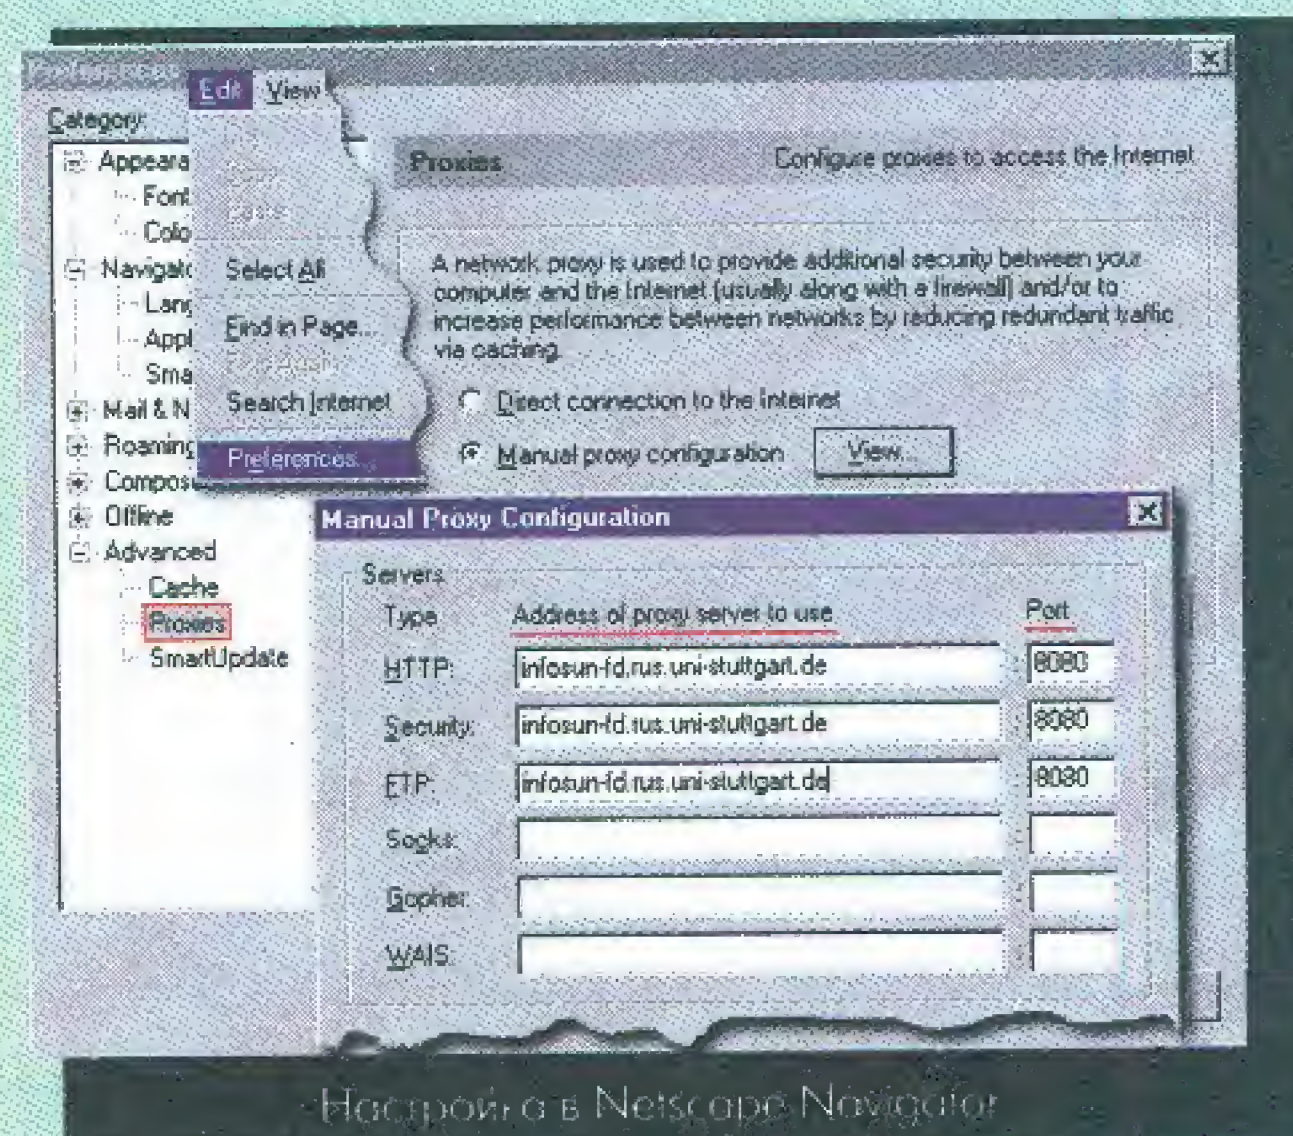 Preferences
Edit View
Category:
Appeara
Font
Colo
Navigato
Lang
Appl
Sma
Mail & N
Roaming
Compos
Offline
Advanced
Cache
Proxies
SmartUpdate
Paste
Select All
Find in Page...
Search Internet
Preferences...
Proxies
Configure proxies to access the Internet
A network proxy is used to provide additional security between your
computer and the Internet (usually along with a firewall) and/or to
increase performance between networks by reducing redundant traffic
via caching.
Direct connection to the Internet
Manual proxy configuration
View...
Manual Proxy Configuration
Servers
Type Address of proxy server to use Port
HTTP: infosun-fd.rus.uni-stuttgart.de : 8080
Security: infosun-fd.rus.uni-stuttgart.de : 8080
FTP: infosun-fd.rus.uni-stuttgart.de : 8080
Socks: :
Gopher: :
WAIS: :
Настройка в Netscape Navigator